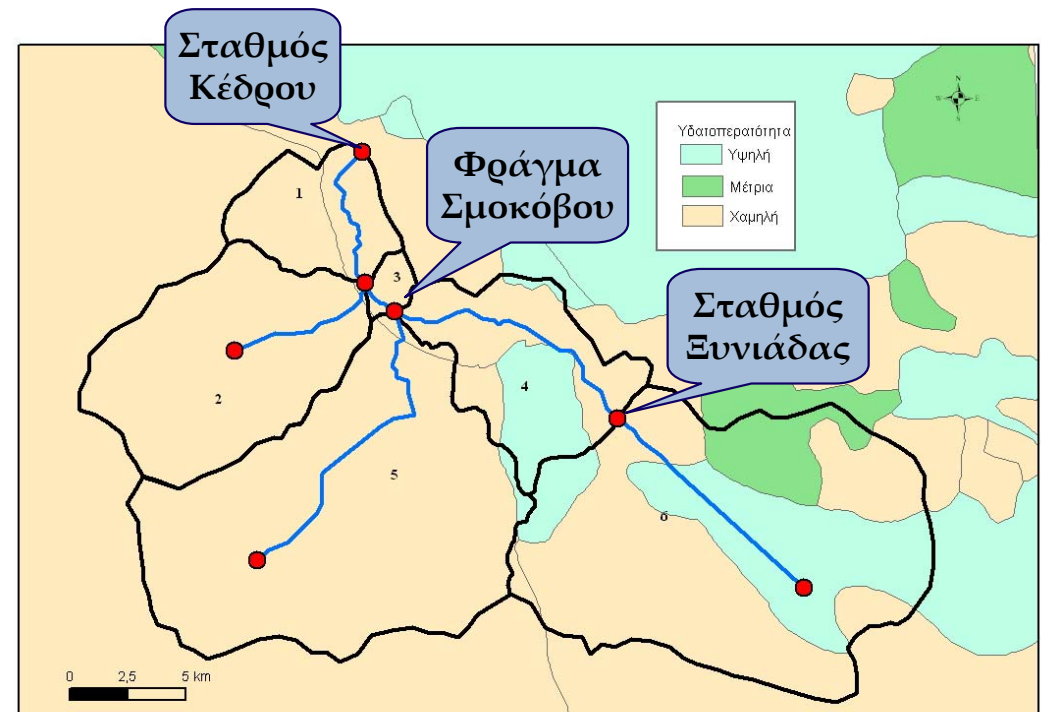 Σταθμός
Κέδρου
Φράγμα
Σμοκόβου
Σταθμός
Ξυνιάδας
Υδατοπερατότητα
Υψηλή
Μέτρια
Χαμηλή
N
W
E
S
1
2
3
4
5
6
0 2,5 5 km